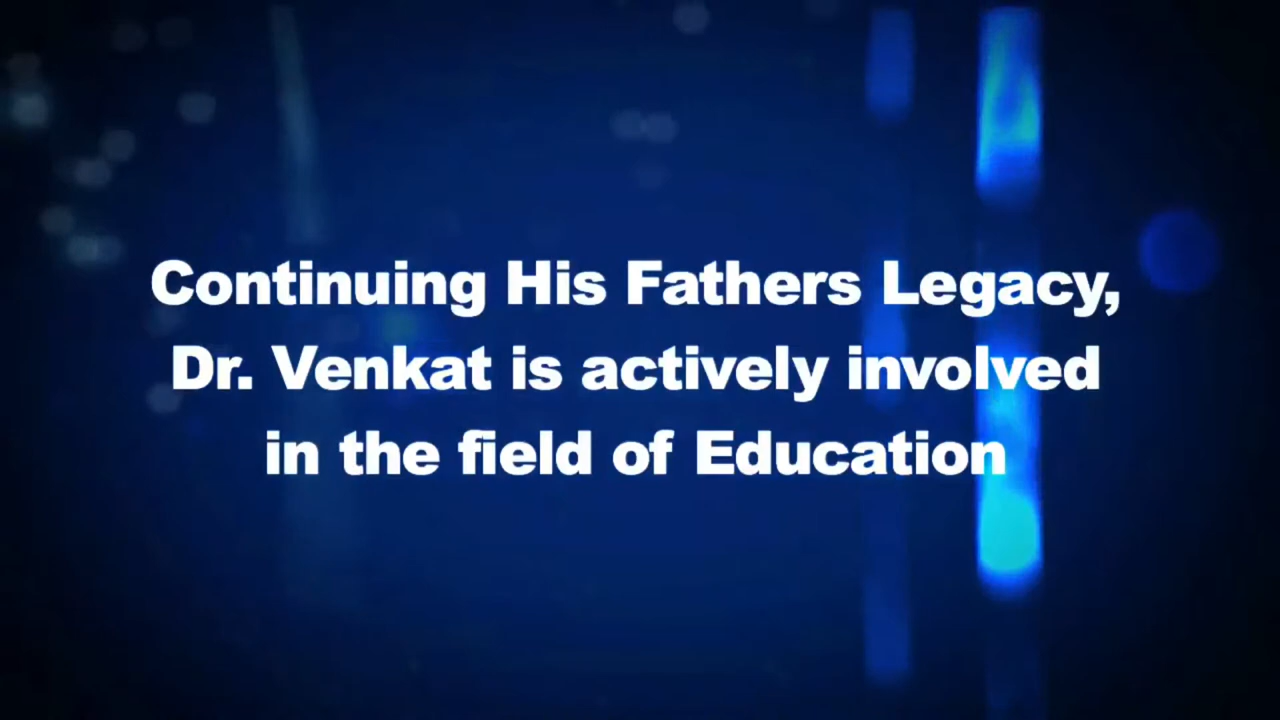 Continuing His Fathers Legacy,
Dr. Venkat is actively involved
in the field of Education